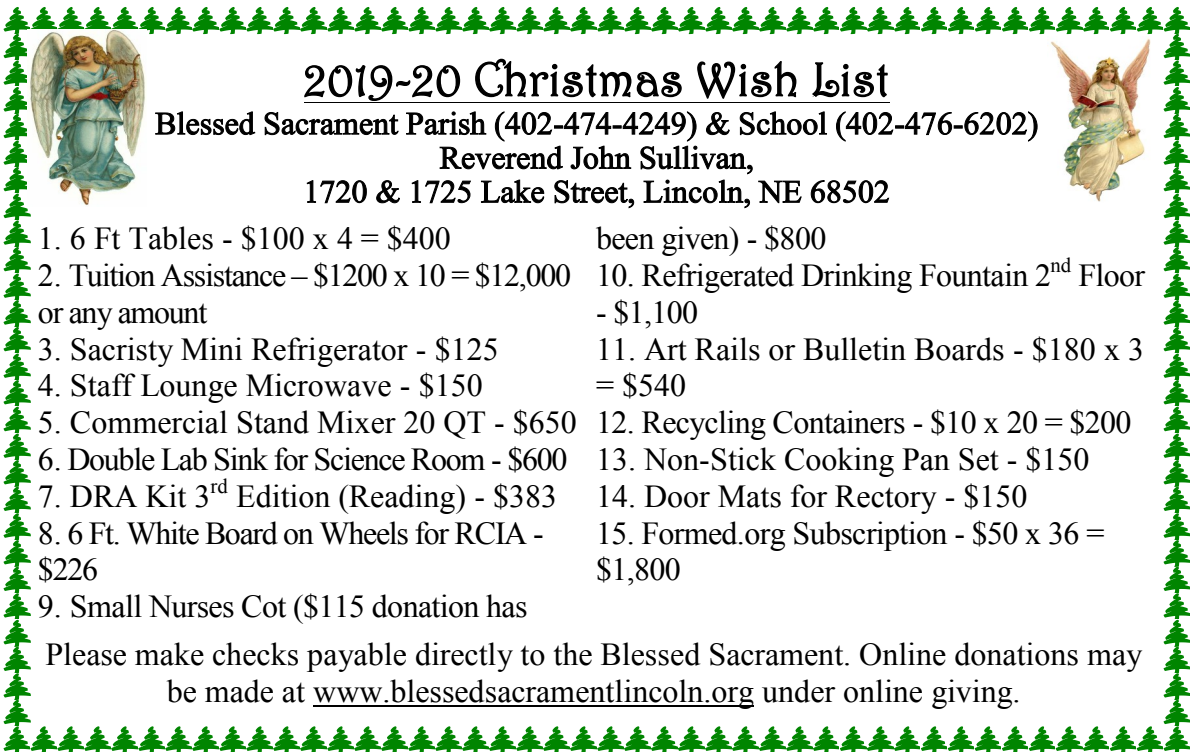 2019-20 Christmas Wish List
Blessed Sacrament Parish (402-474-4249) & School (402-476-6202)
Reverend John Sullivan,
1720 & 1725 Lake Street, Lincoln, NE 68502
1. 6 Ft Tables - $100 x 4 = $400
2. Tuition Assistance – $1200 x 10 = $12,000
or any amount
3. Sacristy Mini Refrigerator - $125
4. Staff Lounge Microwave - $150
5. Commercial Stand Mixer 20 QT - $650
6. Double Lab Sink for Science Room - $600
7. DRA Kit 3rd Edition (Reading) - $383
8. 6 Ft. White Board on Wheels for RCIA -
$226
9. Small Nurses Cot ($115 donation has
been given) - $800
10. Refrigerated Drinking Fountain 2nd Floor
- $1,100
11. Art Rails or Bulletin Boards - $180 x 3
= $540
12. Recycling Containers - $10 x 20 = $200
13. Non-Stick Cooking Pan Set - $150
14. Door Mats for Rectory - $150
15. Formed.org Subscription - $50 x 36 =
$1,800
Please make checks payable directly to the Blessed Sacrament. Online donations may
be made at www.blessedsacramentlincoln.org under online giving.